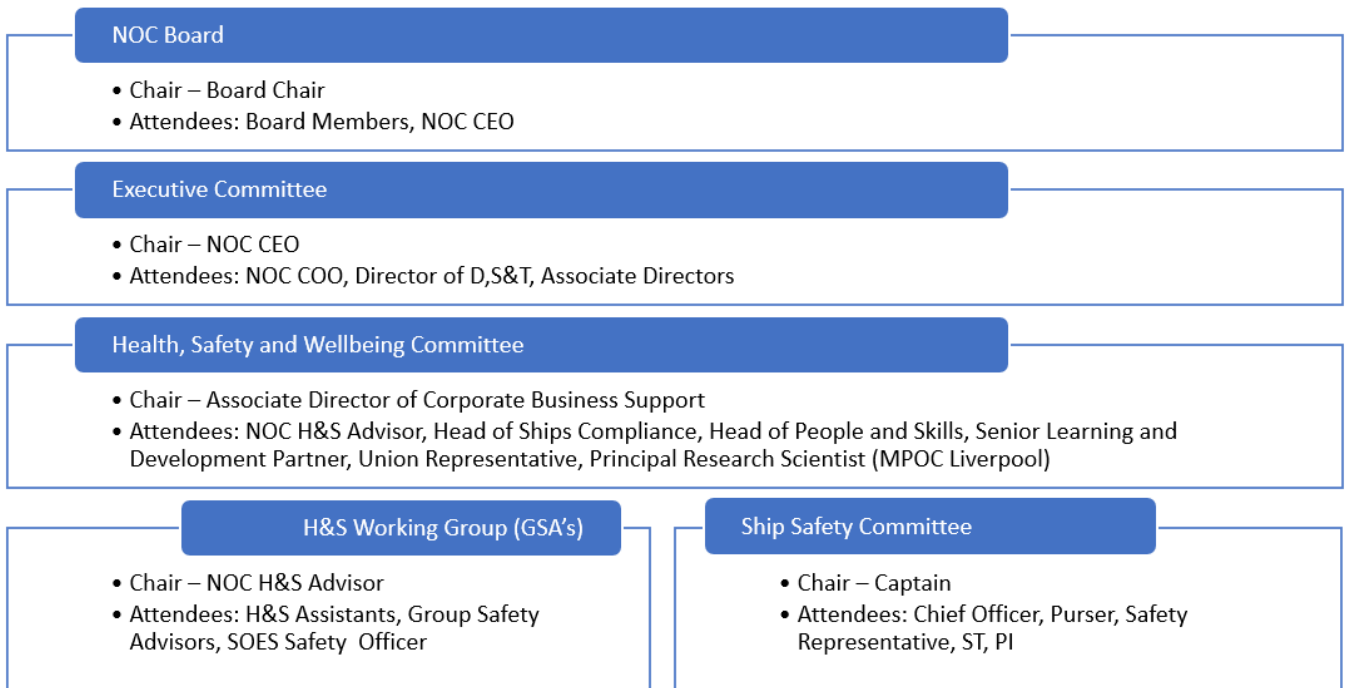 NOC Board
• Chair – Board Chair
• Attendees: Board Members, NOC CEO
Executive Committee
• Chair – NOC CEO
• Attendees: NOC COO, Director of D,S&T, Associate Directors
Health, Safety and Wellbeing Committee
• Chair – Associate Director of Corporate Business Support
• Attendees: NOC H&S Advisor, Head of Ships Compliance, Head of People and Skills, Senior Learning and
Development Partner, Union Representative, Principal Research Scientist (MPOC Liverpool)
H&S Working Group (GSA’s)
• Chair – NOC H&S Advisor
• Attendees: H&S Assistants, Group Safety
Advisors, SOES Safety Officer
Ship Safety Committee
• Chair – Captain
• Attendees: Chief Officer, Purser, Safety
Representative, ST, PI